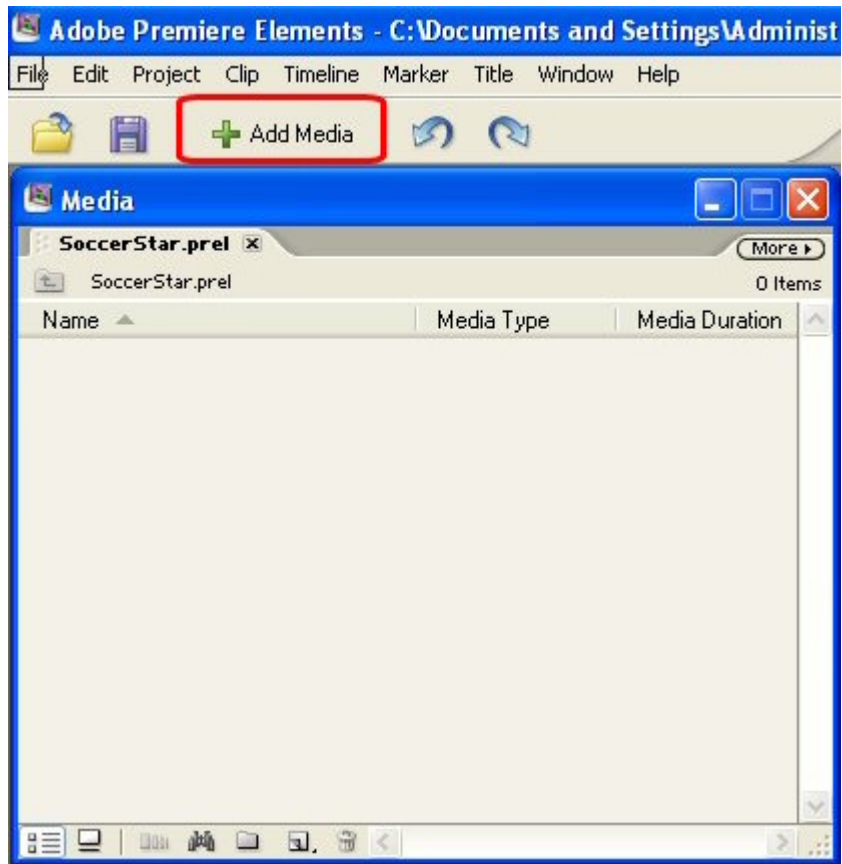 Adobe Premiere Elements - C:\Documents and Settings\Administ
File Edit Project Clip Timeline Marker Title Window Help
Add Media
Media
SoccerStar.prel
More
SoccerStar.prel 0 Items
Name Media Type Media Duration